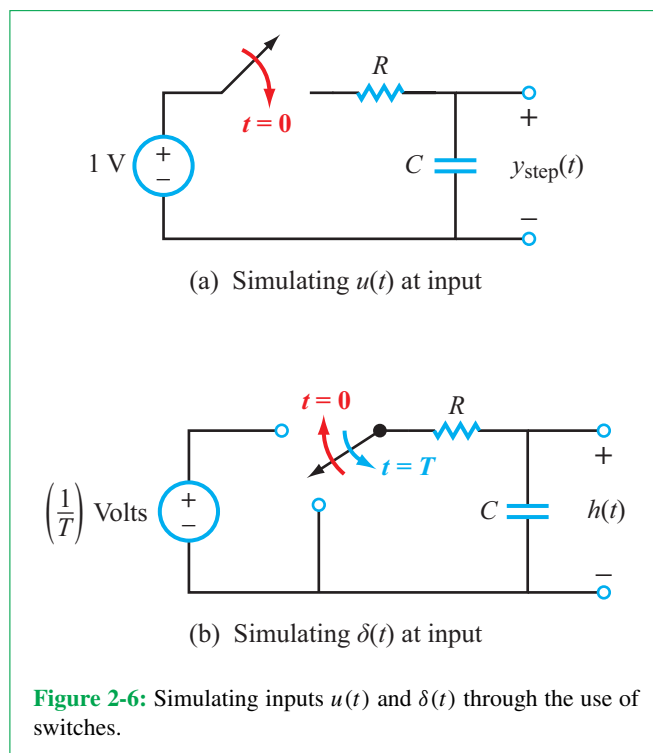 R
t = 0
1 V
+
−
C
+
y_step(t)
−
(a) Simulating u(t) at input
t = 0
R
t = T
(1/T) Volts
+
−
C
+
h(t)
−
(b) Simulating δ(t) at input
Figure 2-6: Simulating inputs u(t) and δ(t) through the use of
switches.